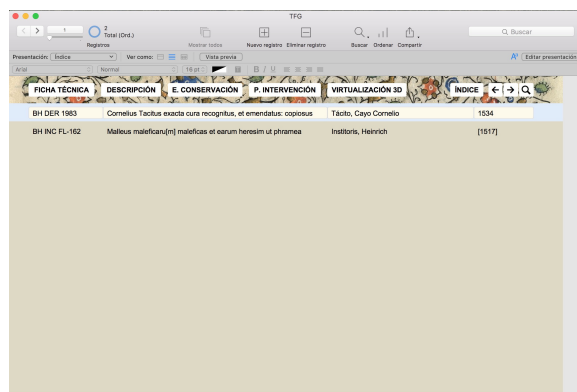 TFG
1
2
Total (Ord.)
Buscar
Registros
Mostrar todos
Nuevo registro
Eliminar registro
Buscar
Ordenar
Compartir
Presentación: Índice
Ver como:
Vista previa
Aª
Editar presentación
Arial
Normal
16 pt
B I U
FICHA TÉCNICA
DESCRIPCIÓN
E. CONSERVACIÓN
P. INTERVENCIÓN
VIRTUALIZACIÓN 3D
ÍNDICE
BH DER 1983 Cornelius Tacitus exacta cura recognitus, et emendatus: copiosus Tácito, Cayo Cornelio 1534
BH INC FL-162 Malleus maleficaru[m] maleficas et earum heresim ut phramea Institoris, Heinrich [1517]